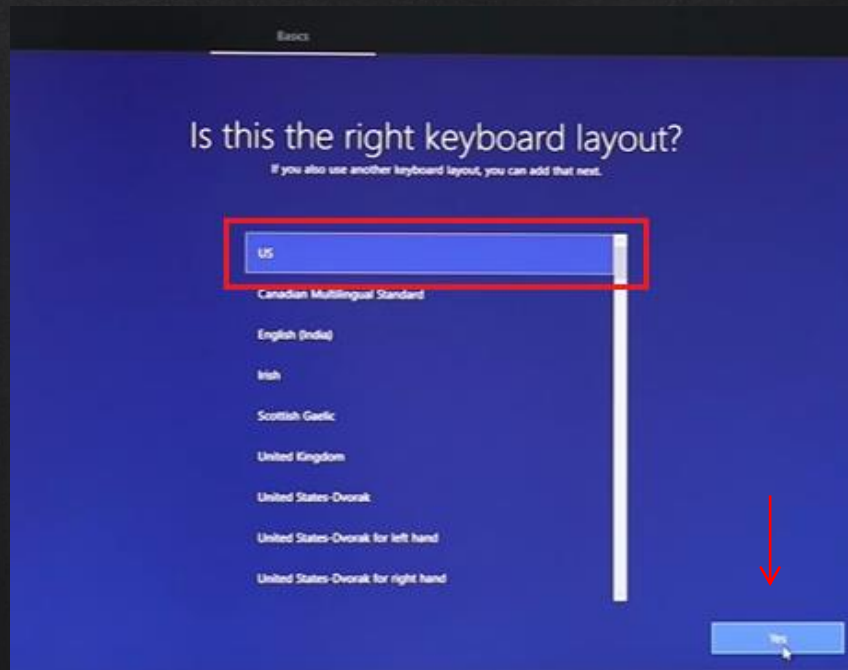 Basics
Is this the right keyboard layout?
If you also use another keyboard layout, you can add that next.
US
Canadian Multilingual Standard
English (India)
Irish
Scottish Gaelic
United Kingdom
United States-Dvorak
United States-Dvorak for left hand
United States-Dvorak for right hand
Yes